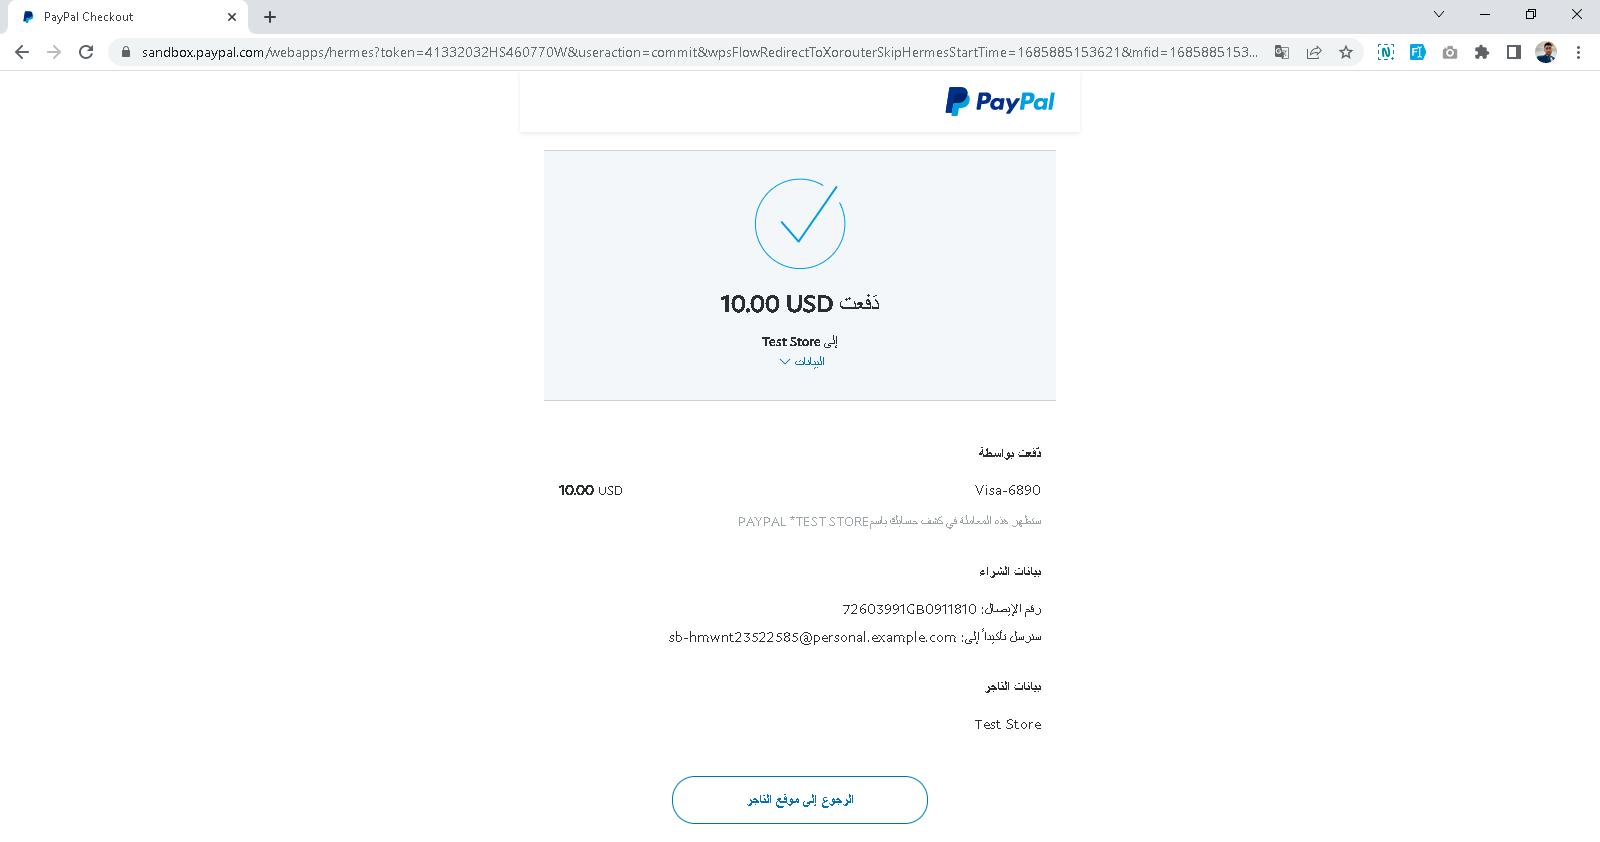 PayPal Checkout
sandbox.paypal.com/webapps/hermes?token=41332032HS460770W&useraction=commit&wpsFlowRedirectToXorouterSkipHermesStartTime=1685885153621&mfid=1685885153...
PayPal
دَفَعت 10.00 USD
إلى Test Store
البيانات
دَفَعت بواسطة
Visa-6890
10.00 USD
ستظهر هذه المعاملة في كشف حسابك باسم PAYPAL *TEST STORE
بيانات الشراء
رقم الإيصال: 72603991GB0911810
سنرسل تأكيداً إلى: sb-hmwnt23522585@personal.example.com
بيانات التاجر
Test Store
الرجوع إلى موقع التاجر